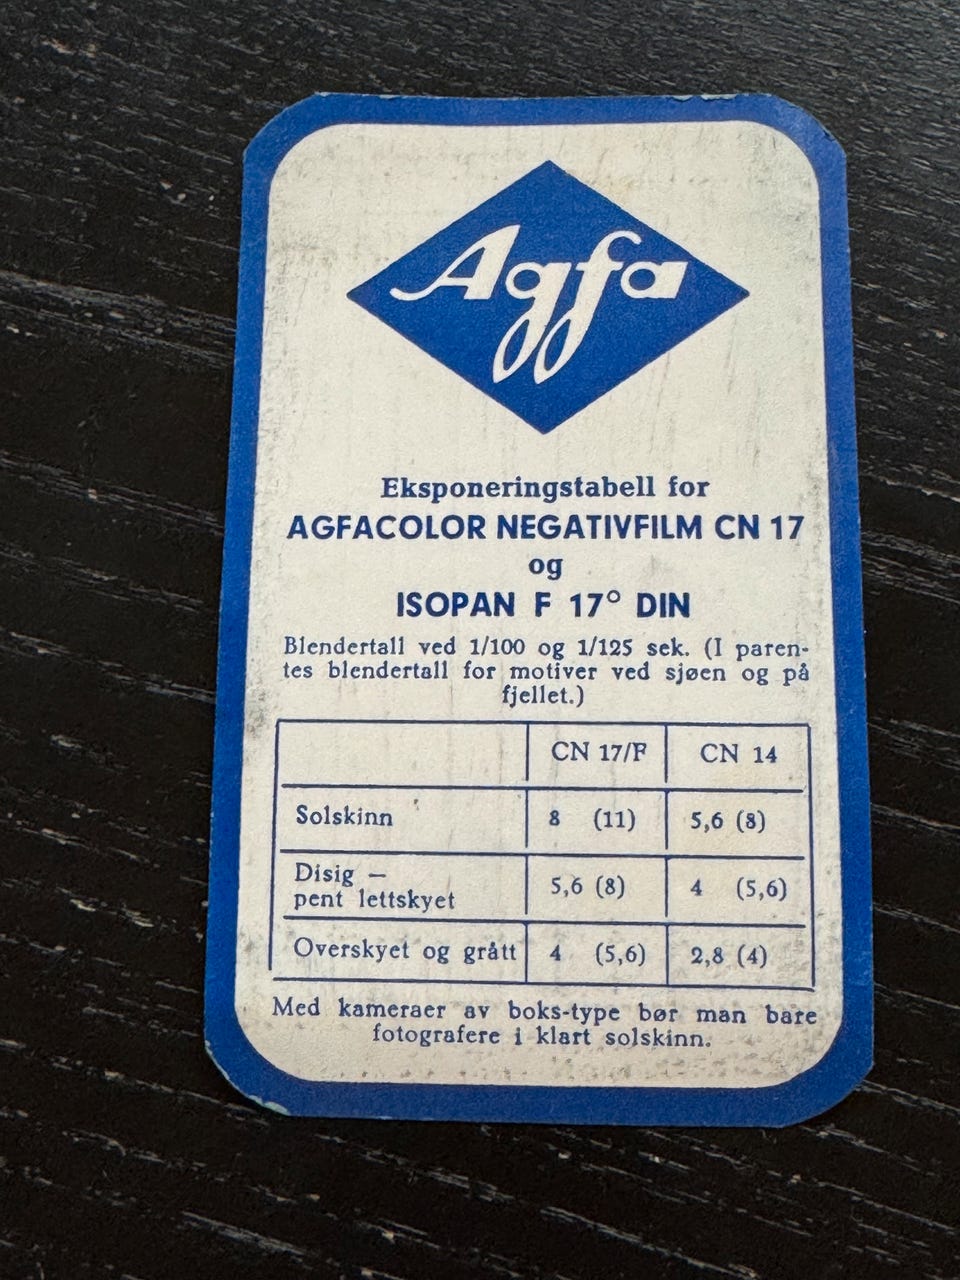 Agfa
Eksponeringstabell for
AGFACOLOR NEGATIVFILM CN 17
og
ISOPAN F 17° DIN
Blendertall ved 1/100 og 1/125 sek. (I paren-
tes blendertall for motiver ved sjøen og på
fjellet.)
CN 17/F CN 14
Solskinn 8 (11) 5,6 (8)
Disig —
pent lettskyet 5,6 (8) 4 (5,6)
Overskyet og grått 4 (5,6) 2,8 (4)
Med kameraer av boks-type bør man bare
fotografere i klart solskinn.